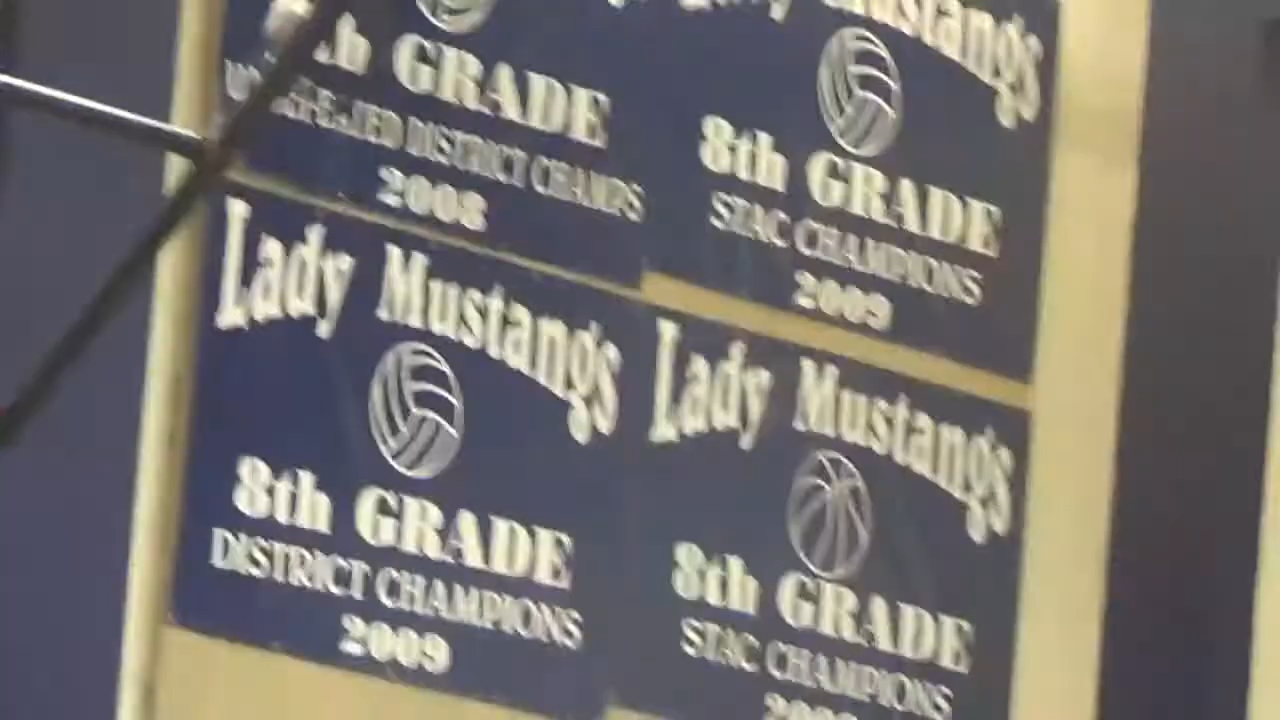 GRADE
UNDEFEATED DISTRICT CHAMPS
2008
Mustangs
8th GRADE
STAC CHAMPIONS
2009
Lady Mustangs
8th GRADE
DISTRICT CHAMPIONS
2009
Lady Mustangs
8th GRADE
STAC CHAMPIONS